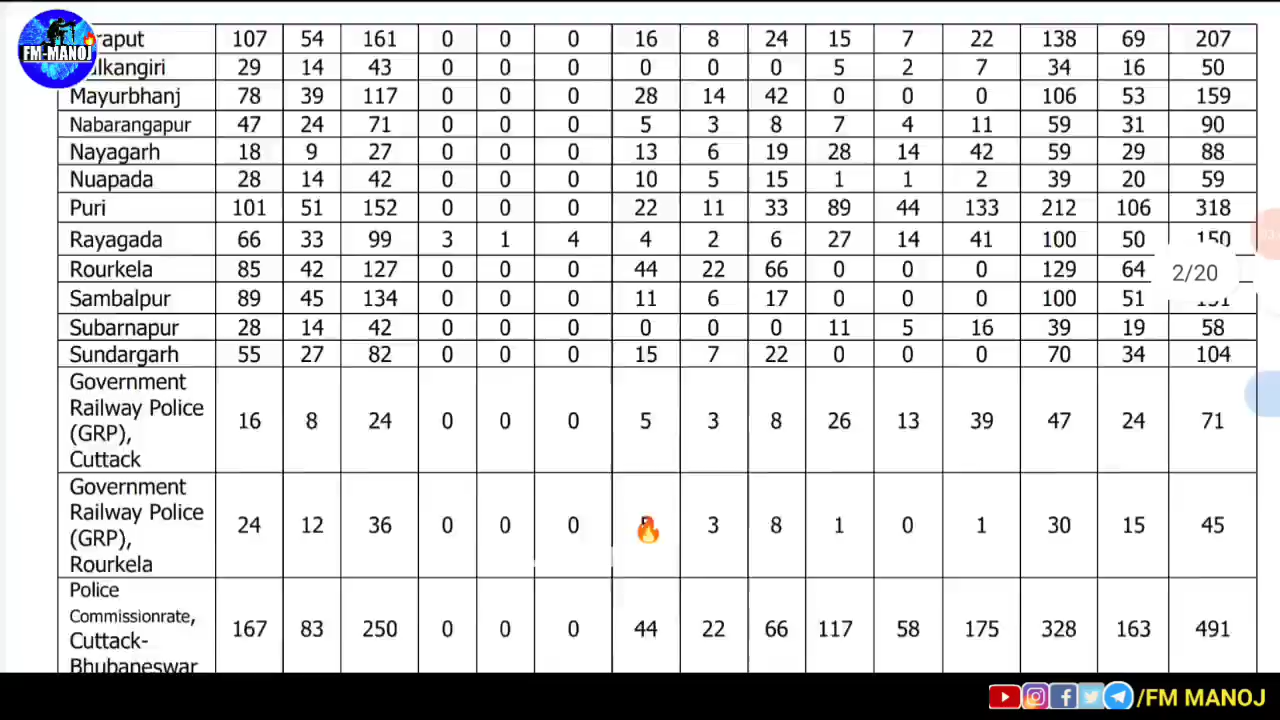 FM-MANOJ
raput 107 54 161 0 0 0 16 8 24 15 7 22 138 69 207
lkangiri 29 14 43 0 0 0 0 0 0 5 2 7 34 16 50
Mayurbhanj 78 39 117 0 0 0 28 14 42 0 0 0 106 53 159
Nabarangapur 47 24 71 0 0 0 5 3 8 7 4 11 59 31 90
Nayagarh 18 9 27 0 0 0 13 6 19 28 14 42 59 29 88
Nuapada 28 14 42 0 0 0 10 5 15 1 1 2 39 20 59
Puri 101 51 152 0 0 0 22 11 33 89 44 133 212 106 318
Rayagada 66 33 99 3 1 4 4 2 6 27 14 41 100 50 150
Rourkela 85 42 127 0 0 0 44 22 66 0 0 0 129 64
2/20
Sambalpur 89 45 134 0 0 0 11 6 17 0 0 0 100 51
Subarnapur 28 14 42 0 0 0 0 0 0 11 5 16 39 19 58
Sundargarh 55 27 82 0 0 0 15 7 22 0 0 0 70 34 104
Government
Railway Police
(GRP),
Cuttack
16 8 24 0 0 0 5 3 8 26 13 39 47 24 71
Government
Railway Police
(GRP),
Rourkela
24 12 36 0 0 0 3 8 1 0 1 30 15 45
Police
Commissionrate,
Cuttack-
Bhubaneswar
167 83 250 0 0 0 44 22 66 117 58 175 328 163 491
/FM MANOJ